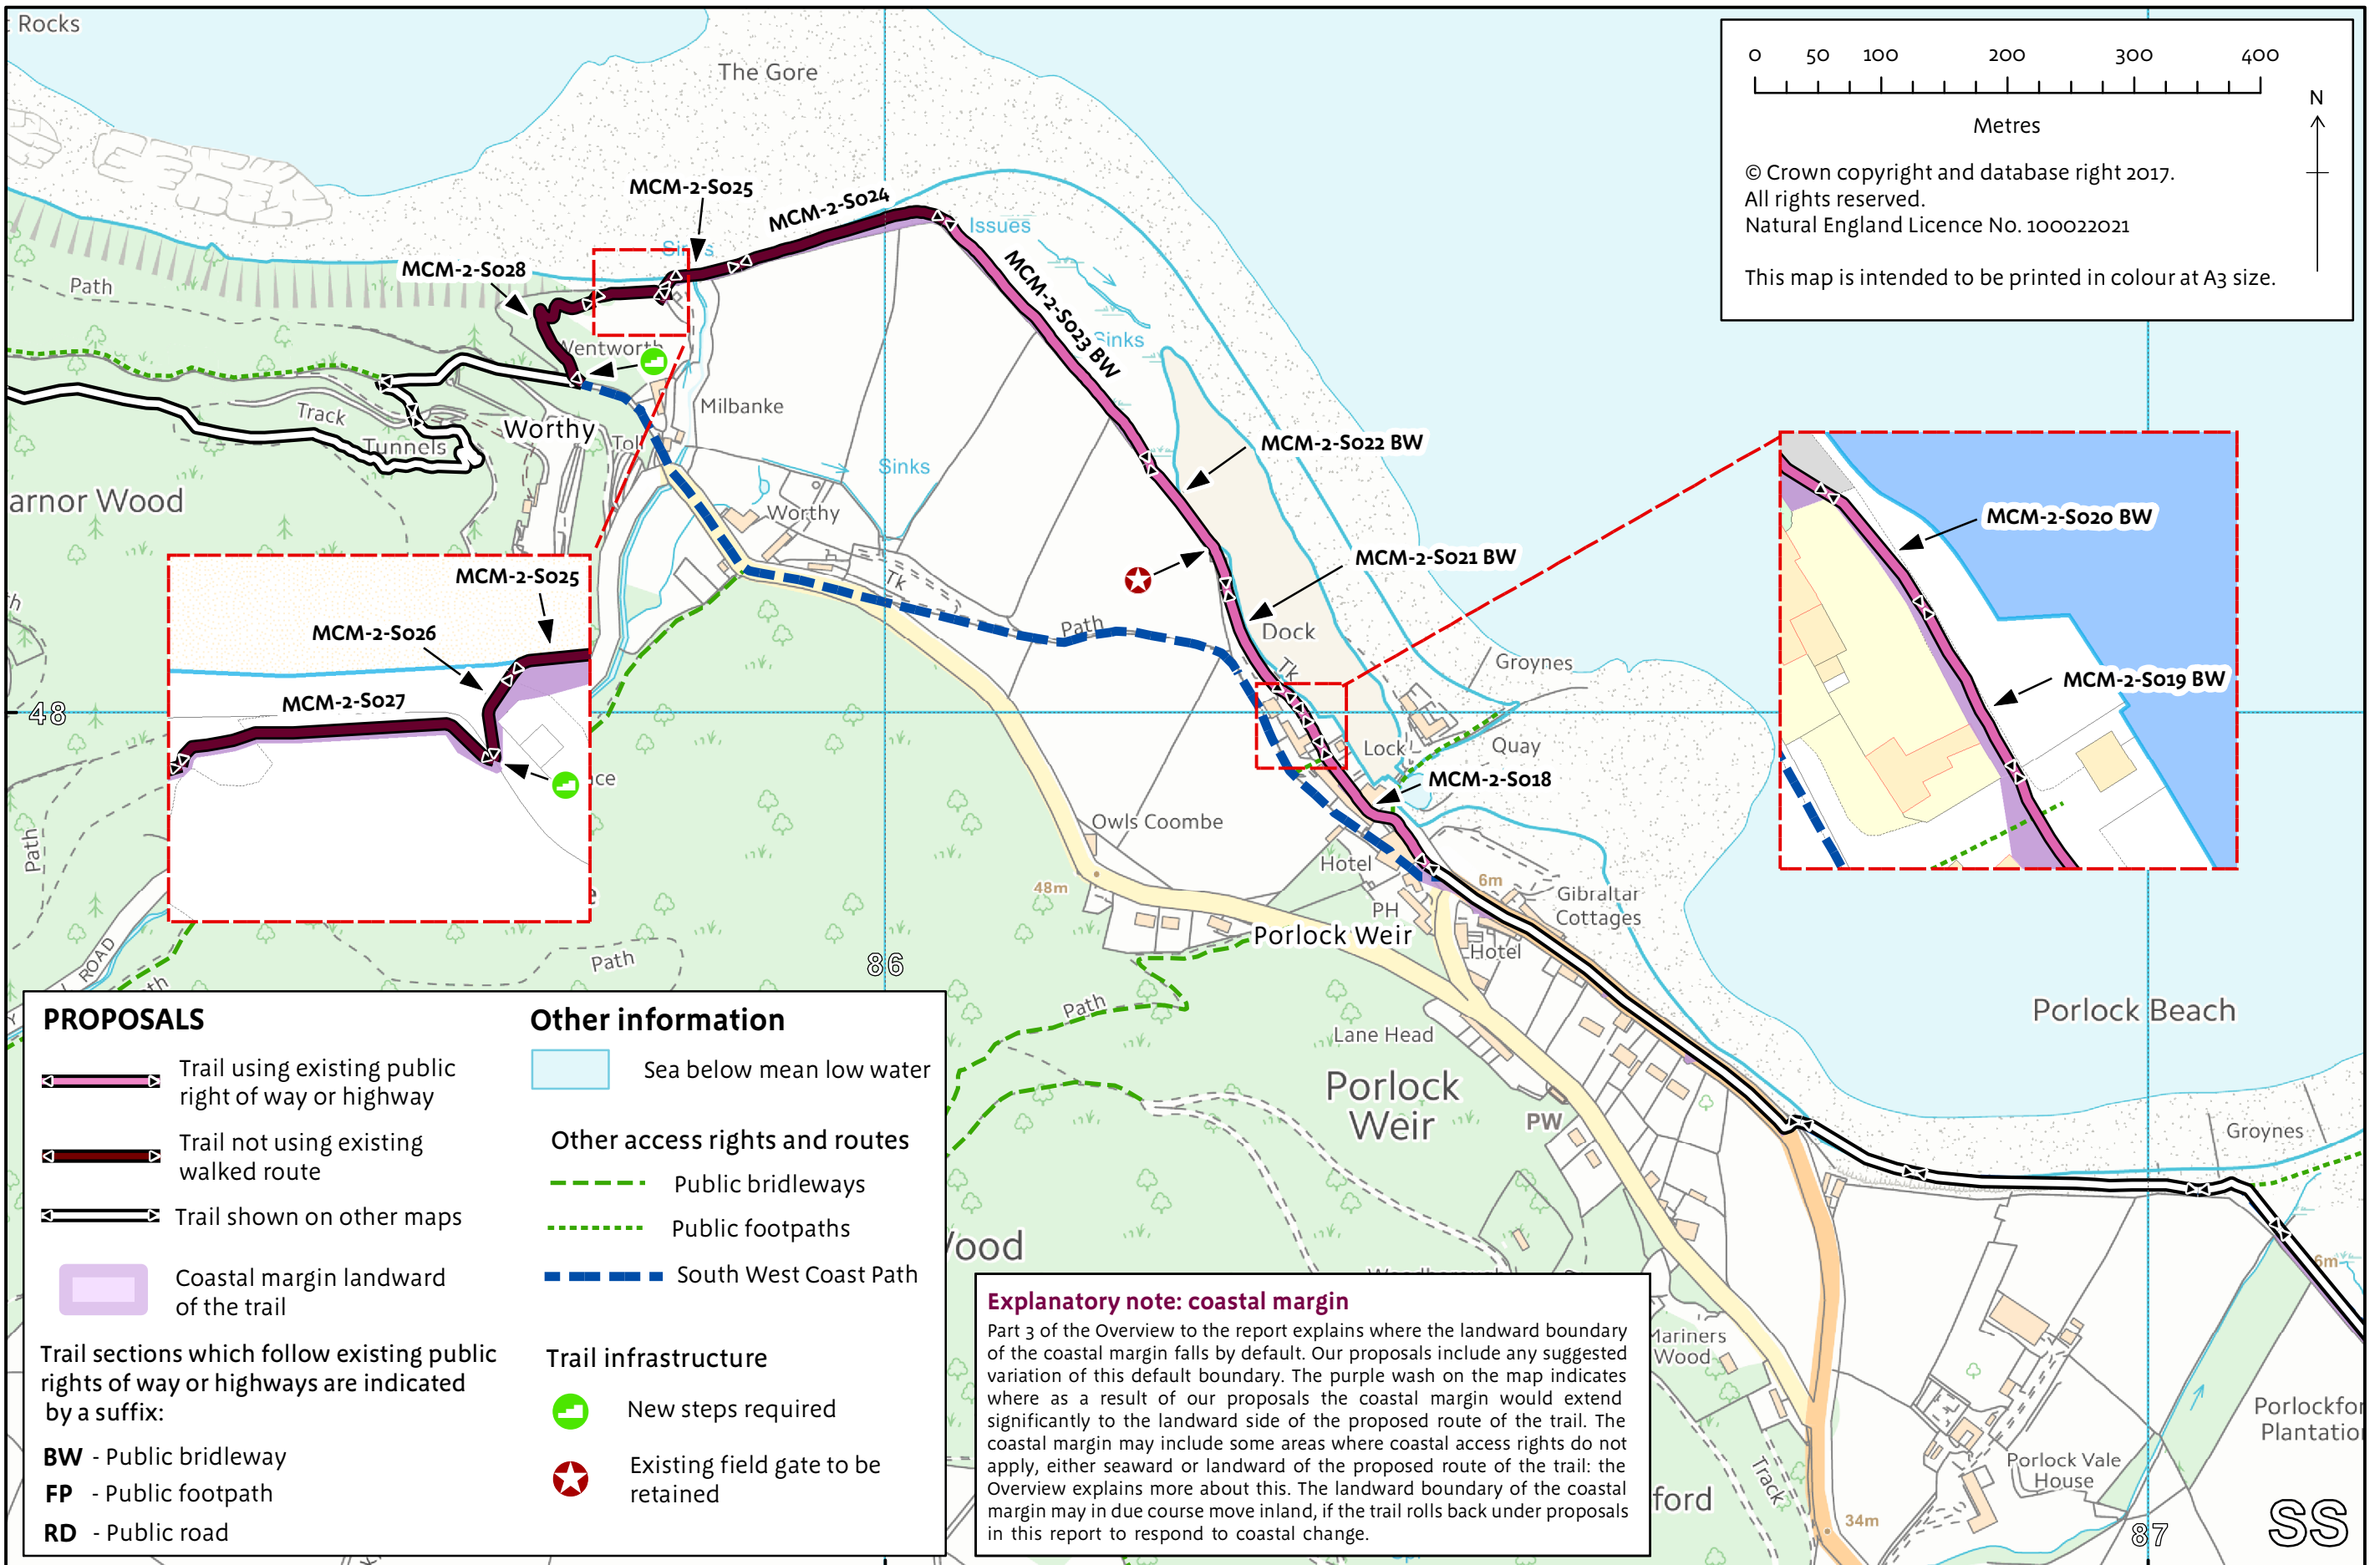 Rocks
The Gore
0 50 100 200 300 400
Metres
N
© Crown copyright and database right 2017.
All rights reserved.
Natural England Licence No. 100022021
This map is intended to be printed in colour at A3 size.
MCM-2-S025
MCM-2-S024
Issues
Sinks
MCM-2-S028
Path
MCM-2-S023 BW
Sinks
Wentworth
Milbanke
Track
Tunnels
Worthy
Toll
MCM-2-S022 BW
Sinks
Worthy
arnor Wood
MCM-2-S020 BW
MCM-2-S021 BW
MCM-2-S025
Tk
MCM-2-S026
Path
Dock
Groynes
Tk
MCM-2-S019 BW
MCM-2-S027
48
Lock
Quay
MCM-2-S018
ce
Owls Coombe
Path
Hotel
48m
6m
Gibraltar
Cottages
e
PH
Porlock Weir
Hotel
ROAD
Path
86
Path
Lane Head
Porlock Beach
Porlock
Weir
PW
Groynes
ood
6m
Mariners
Wood
Porlockfor
Plantatio
Track
Porlock Vale
House
ford
34m
87
SS
PROPOSALS
Trail using existing public
right of way or highway
Trail not using existing
walked route
Trail shown on other maps
Coastal margin landward
of the trail
Trail sections which follow existing public
rights of way or highways are indicated
by a suffix:
BW - Public bridleway
FP - Public footpath
RD - Public road
Other information
Sea below mean low water
Other access rights and routes
Public bridleways
Public footpaths
South West Coast Path
Trail infrastructure
New steps required
Existing field gate to be
retained
Explanatory note: coastal margin
Part 3 of the Overview to the report explains where the landward boundary
of the coastal margin falls by default. Our proposals include any suggested
variation of this default boundary. The purple wash on the map indicates
where as a result of our proposals the coastal margin would extend
significantly to the landward side of the proposed route of the trail. The
coastal margin may include some areas where coastal access rights do not
apply, either seaward or landward of the proposed route of the trail: the
Overview explains more about this. The landward boundary of the coastal
margin may in due course move inland, if the trail rolls back under proposals
in this report to respond to coastal change.